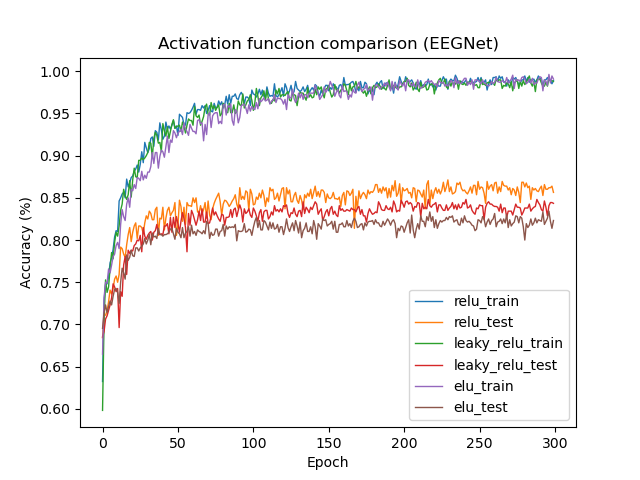 Activation function comparison (EEGNet)
Accuracy (%)
1.00
0.95
0.90
0.85
0.80
0.75
0.70
0.65
0.60
relu_train
relu_test
leaky_relu_train
leaky_relu_test
elu_train
elu_test
0 50 100 150 200 250 300
Epoch